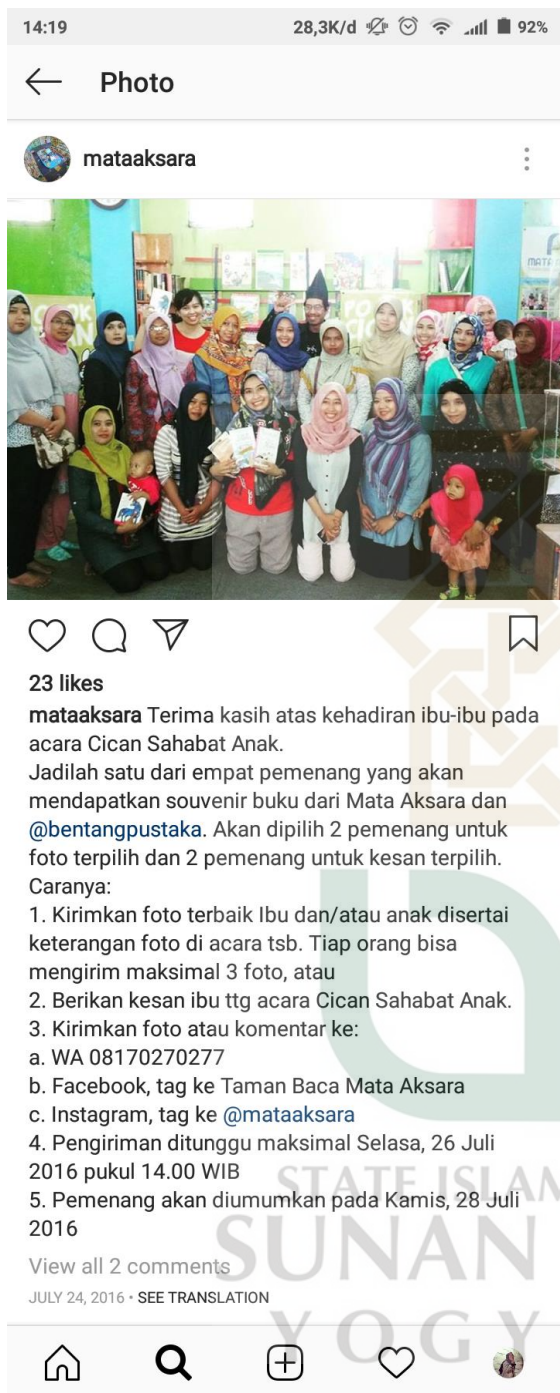 14:19 28,3K/d 92%
Photo
mataaksara
MATA
23 likes
mataaksara Terima kasih atas kehadiran ibu-ibu pada
acara Cican Sahabat Anak.
Jadilah satu dari empat pemenang yang akan
mendapatkan souvenir buku dari Mata Aksara dan
@bentangpustaka. Akan dipilih 2 pemenang untuk
foto terpilih dan 2 pemenang untuk kesan terpilih.
Caranya:
1. Kirimkan foto terbaik Ibu dan/atau anak disertai
keterangan foto di acara tsb. Tiap orang bisa
mengirim maksimal 3 foto, atau
2. Berikan kesan ibu ttg acara Cican Sahabat Anak.
3. Kirimkan foto atau komentar ke:
a. WA 08170270277
b. Facebook, tag ke Taman Baca Mata Aksara
c. Instagram, tag ke @mataaksara
4. Pengiriman ditunggu maksimal Selasa, 26 Juli
2016 pukul 14.00 WIB
5. Pemenang akan diumumkan pada Kamis, 28 Juli
2016
View all 2 comments
JULY 24, 2016 • SEE TRANSLATION
STATE ISLAM
SUNAN
YOGY